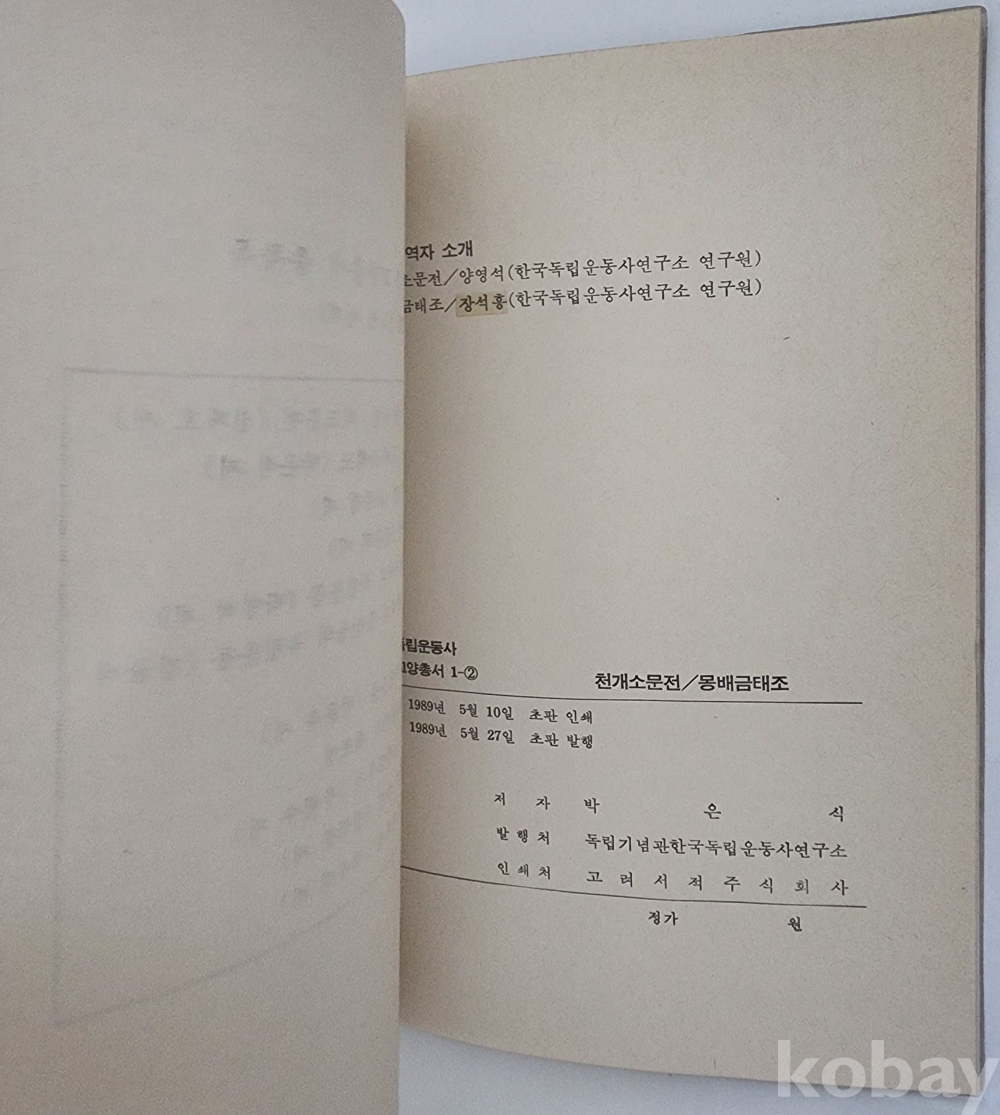 역자 소개
소문전/양영석(한국독립운동사연구소 연구원)
금태조/장석흥(한국독립운동사연구소 연구원)
독립운동사
교양총서 1-② 천개소문전/몽배금태조
1989년 5월 10일 초판 인쇄
1989년 5월 27일 초판 발행
저 자 박 은 식
발 행 처 독립기념관한국독립운동사연구소
인 쇄 처 고 려 서 적 주 식 회 사
정가 원
kobay